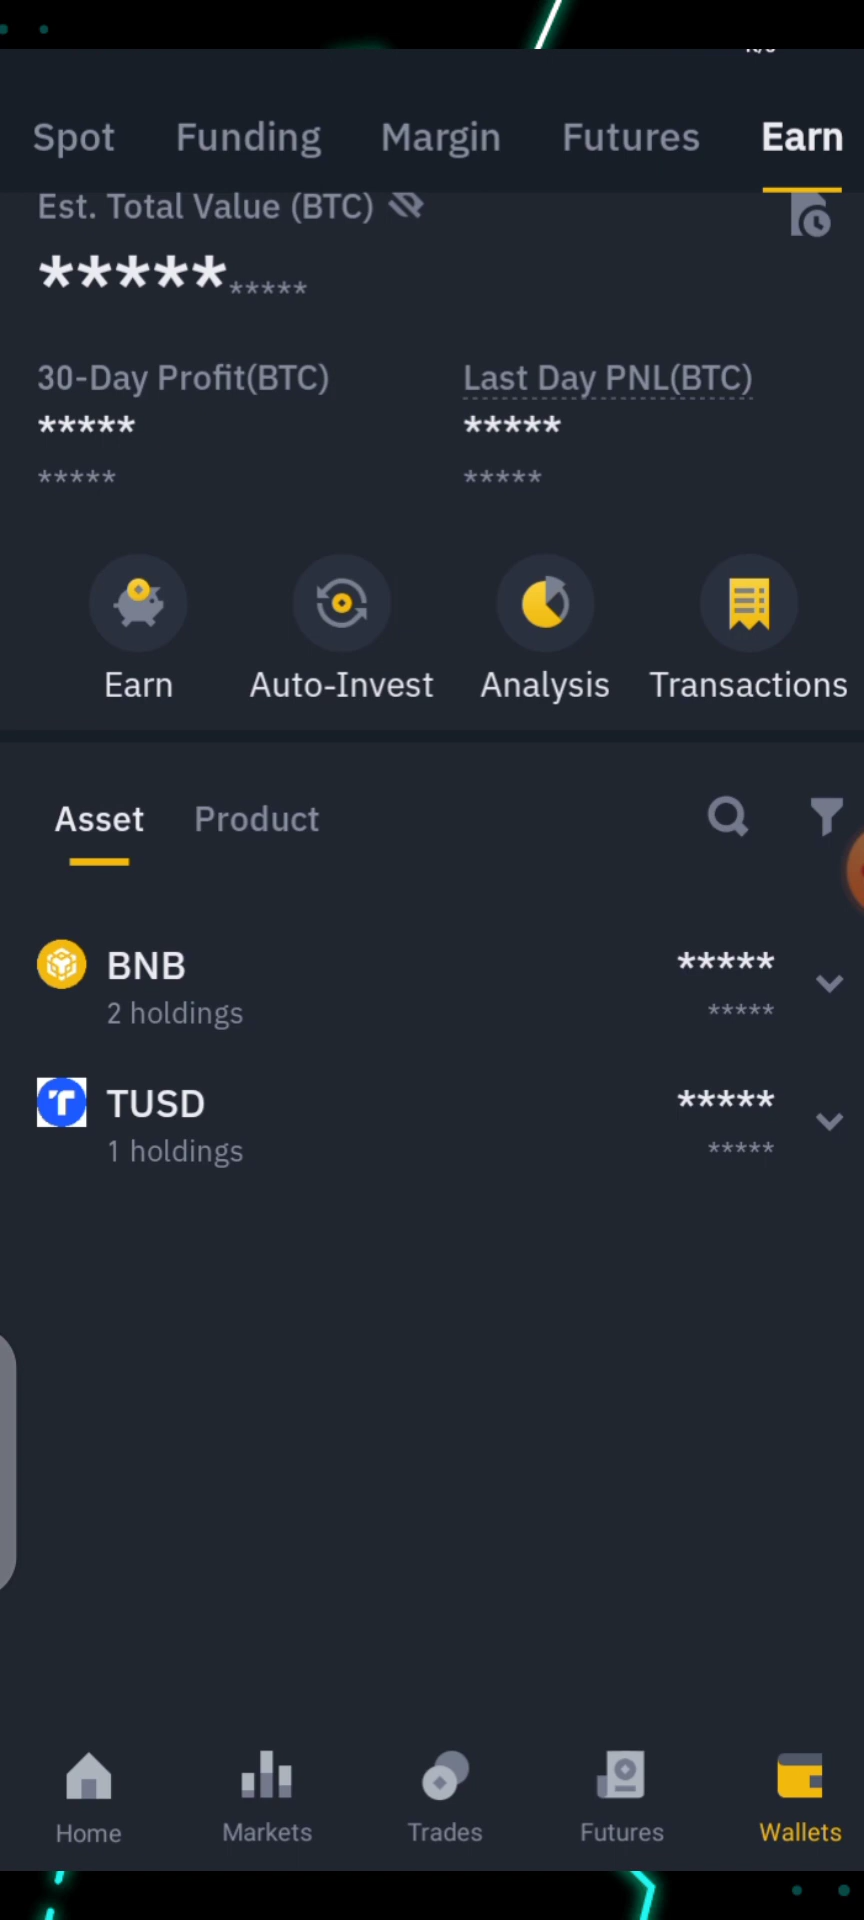 Spot Funding Margin Futures Earn
Est. Total Value (BTC)
***** *****
30-Day Profit(BTC) Last Day PNL(BTC)
***** *****
***** *****
Earn Auto-Invest Analysis Transactions
Asset Product
BNB *****
2 holdings *****
TUSD *****
1 holdings *****
Home Markets Trades Futures Wallets